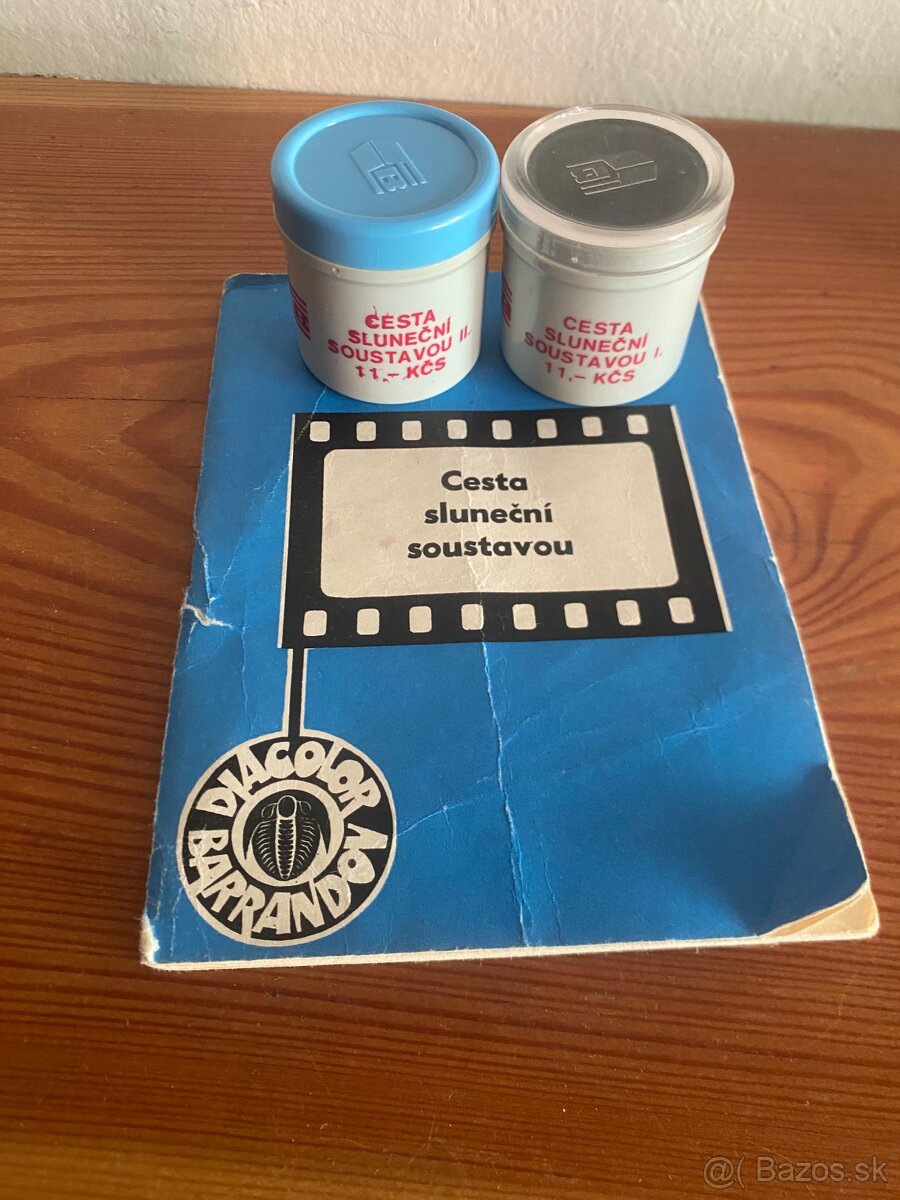 CESTA
SLUNEČNÍ
SOUSTAVOU II.
11,- KČS
CESTA
SLUNEČNÍ
SOUSTAVOU I.
11,- KČS
Cesta
sluneční
soustavou
DIACOLOR
BARRANDOV
@( Bazos.sk